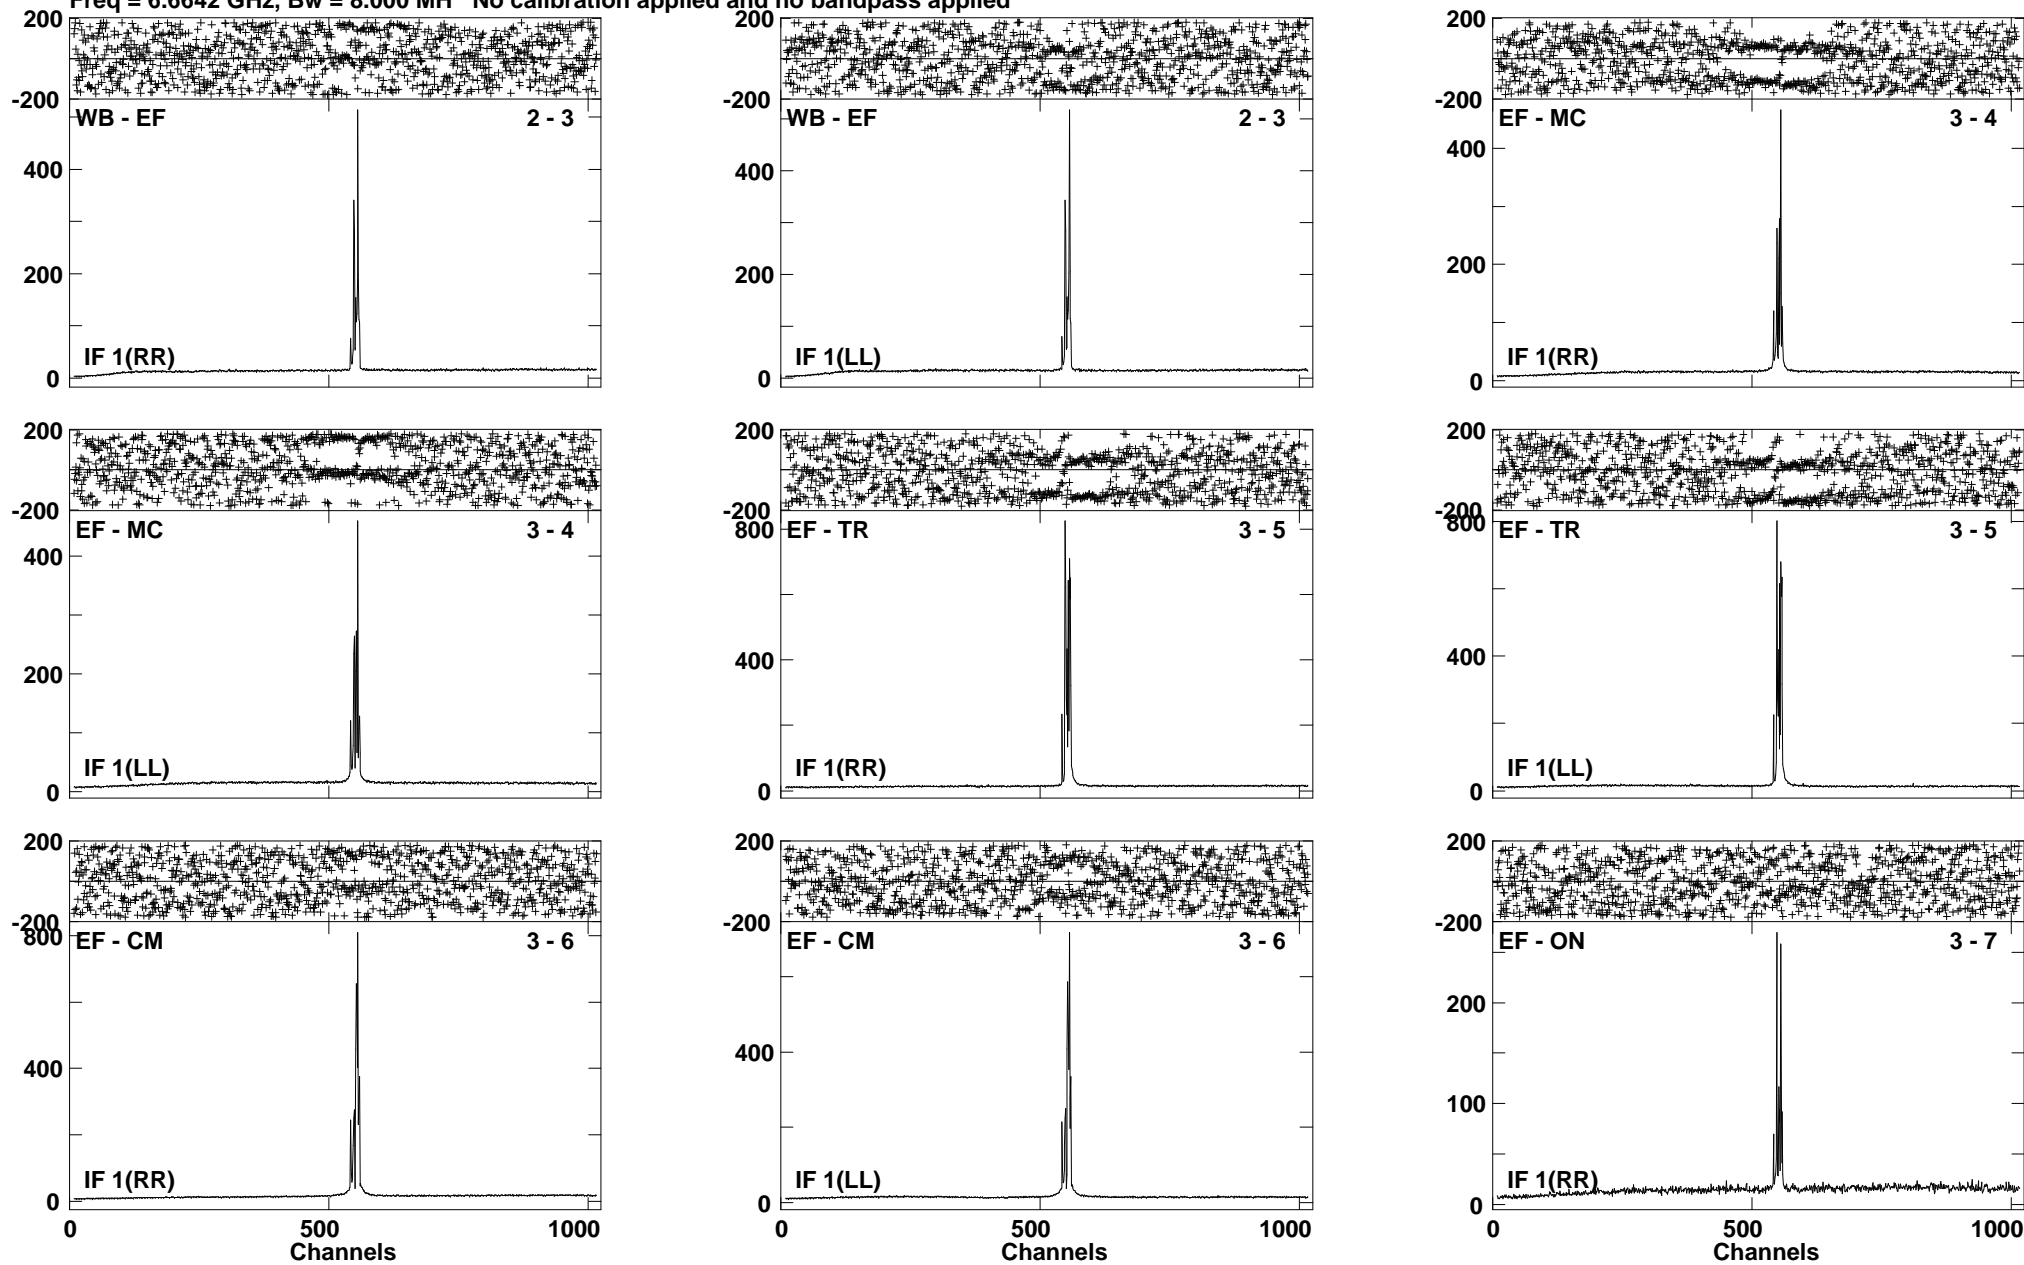 Freq = 6.6642 GHz, Bw = 8.000 MH No calibration applied and no bandpass applied
200
-200
WB - EF 2 - 3
400
200
0
IF 1(RR)
200
-200
WB - EF 2 - 3
400
200
0
IF 1(LL)
200
-200
EF - MC 3 - 4
400
200
0
IF 1(RR)
200
-200
EF - MC 3 - 4
400
200
0
IF 1(LL)
200
-200
800
EF - TR 3 - 5
400
0
IF 1(RR)
200
-200
800
EF - TR 3 - 5
400
0
IF 1(LL)
200
-200
800
EF - CM 3 - 6
400
0
IF 1(RR)
0 500 1000
Channels
200
-200
EF - CM 3 - 6
400
0
IF 1(LL)
0 500 1000
Channels
200
-200
EF - ON 3 - 7
200
100
0
IF 1(RR)
0 500 1000
Channels